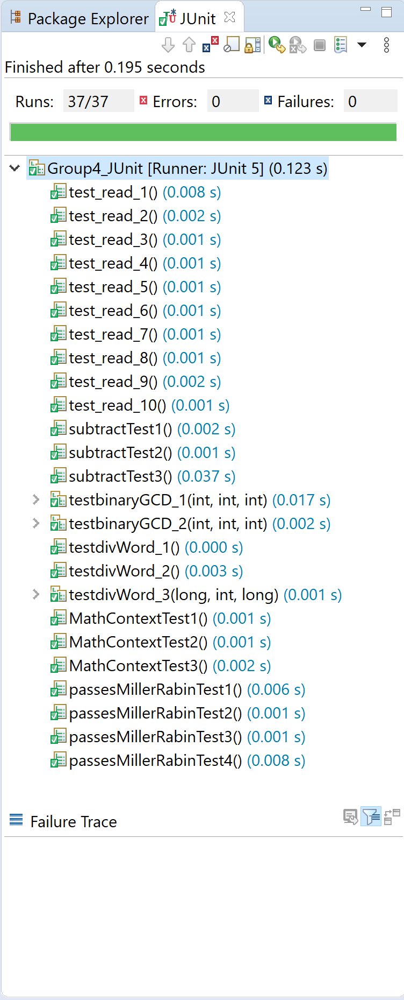 Package Explorer JUnit
Finished after 0.195 seconds
Runs: 37/37 Errors: 0 Failures: 0
Group4_JUnit [Runner: JUnit 5] (0.123 s)
test_read_1() (0.008 s)
test_read_2() (0.002 s)
test_read_3() (0.001 s)
test_read_4() (0.001 s)
test_read_5() (0.001 s)
test_read_6() (0.001 s)
test_read_7() (0.001 s)
test_read_8() (0.001 s)
test_read_9() (0.002 s)
test_read_10() (0.001 s)
subtractTest1() (0.002 s)
subtractTest2() (0.001 s)
subtractTest3() (0.037 s)
testbinaryGCD_1(int, int, int) (0.017 s)
testbinaryGCD_2(int, int, int) (0.002 s)
testdivWord_1() (0.000 s)
testdivWord_2() (0.003 s)
testdivWord_3(long, int, long) (0.001 s)
MathContextTest1() (0.001 s)
MathContextTest2() (0.001 s)
MathContextTest3() (0.002 s)
passesMillerRabinTest1() (0.006 s)
passesMillerRabinTest2() (0.001 s)
passesMillerRabinTest3() (0.001 s)
passesMillerRabinTest4() (0.008 s)
Failure Trace